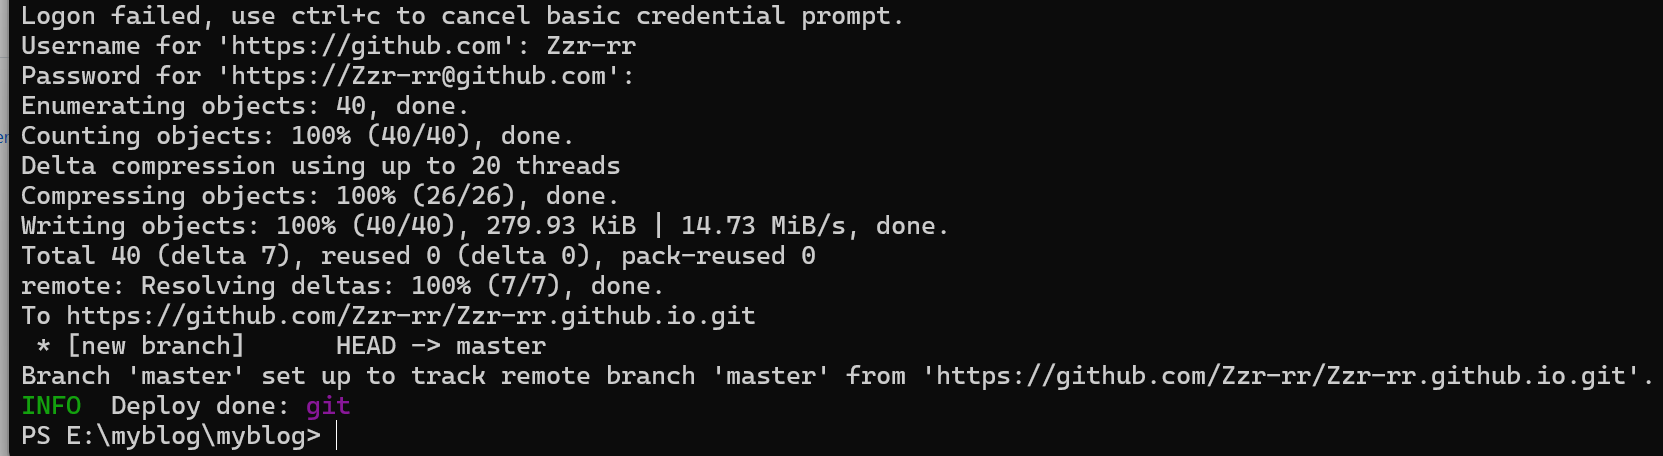 Logon failed, use ctrl+c to cancel basic credential prompt.
Username for 'https://github.com': Zzr-rr
Password for 'https://Zzr-rr@github.com':
Enumerating objects: 40, done.
Counting objects: 100% (40/40), done.
Delta compression using up to 20 threads
Compressing objects: 100% (26/26), done.
Writing objects: 100% (40/40), 279.93 KiB | 14.73 MiB/s, done.
Total 40 (delta 7), reused 0 (delta 0), pack-reused 0
remote: Resolving deltas: 100% (7/7), done.
To https://github.com/Zzr-rr/Zzr-rr.github.io.git
 * [new branch]      HEAD -> master
Branch 'master' set up to track remote branch 'master' from 'https://github.com/Zzr-rr/Zzr-rr.github.io.git'.
INFO  Deploy done: git
PS E:\myblog\myblog>